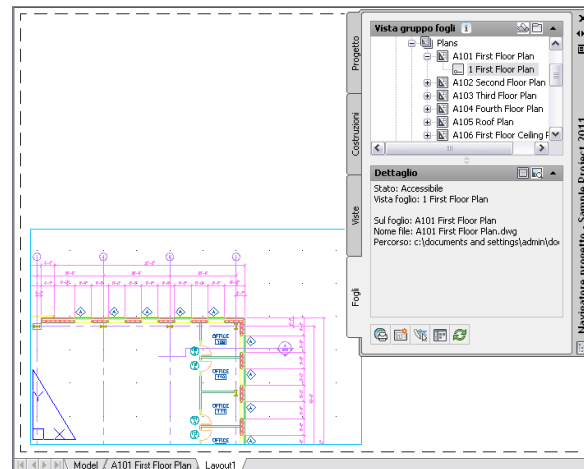 Vista gruppo fogli
Plans
A101 First Floor Plan
1 First Floor Plan
A102 Second Floor Plan
A103 Third Floor Plan
A104 Fourth Floor Plan
A105 Roof Plan
A106 First Floor Ceiling F
Dettaglio
Stato: Accessibile
Vista foglio: 1 First Floor Plan
Sul foglio: A101 First Floor Plan
Nome file: A101 First Floor Plan.dwg
Percorso: c:\documents and settings\admin\doc
Progetto
Costruzioni
Viste
Fogli
Navigatore progetto - Sample Project 2011
OFFICE
OFFICE
OFFICE
111
OFFICE
A
A
A
A
A
A
A
A
A
Y
X
Model
A101 First Floor Plan
Layout1